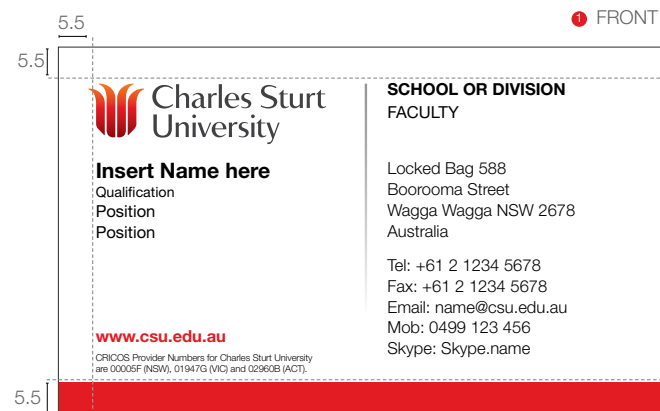 5.5
1 FRONT
5.5
Charles Sturt
University
Insert Name here
Qualification
Position
Position
www.csu.edu.au
CRICOS Provider Numbers for Charles Sturt University
are 00005F (NSW), 01947G (VIC) and 02960B (ACT).
SCHOOL OR DIVISION
FACULTY
Locked Bag 588
Boorooma Street
Wagga Wagga NSW 2678
Australia
Tel: +61 2 1234 5678
Fax: +61 2 1234 5678
Email: name@csu.edu.au
Mob: 0499 123 456
Skype: Skype.name
5.5